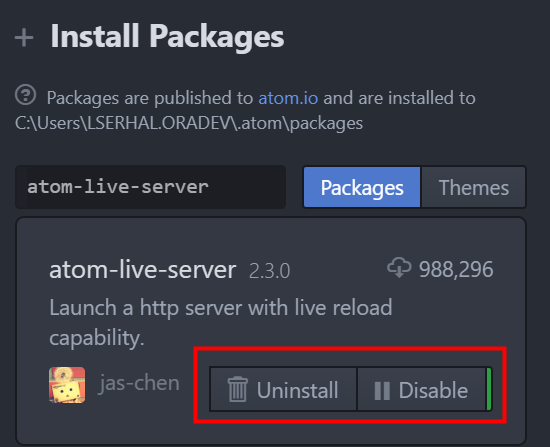 Install Packages
Packages are published to atom.io and are installed to
C:\Users\LSERHAL.ORADEV\.atom\packages
atom-live-server
Packages Themes
atom-live-server 2.3.0 988,296
Launch a http server with live reload
capability.
jas-chen Uninstall Disable